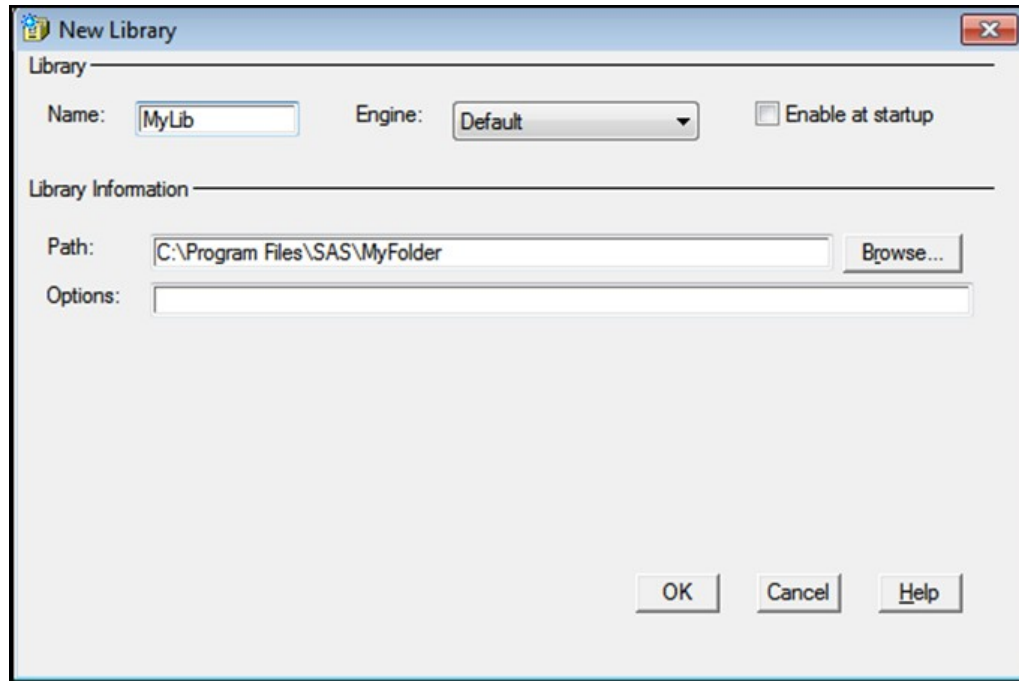 New Library
Library
Name: MyLib Engine: Default Enable at startup
Library Information
Path: C:\Program Files\SAS\MyFolder Browse...
Options:
OK Cancel Help